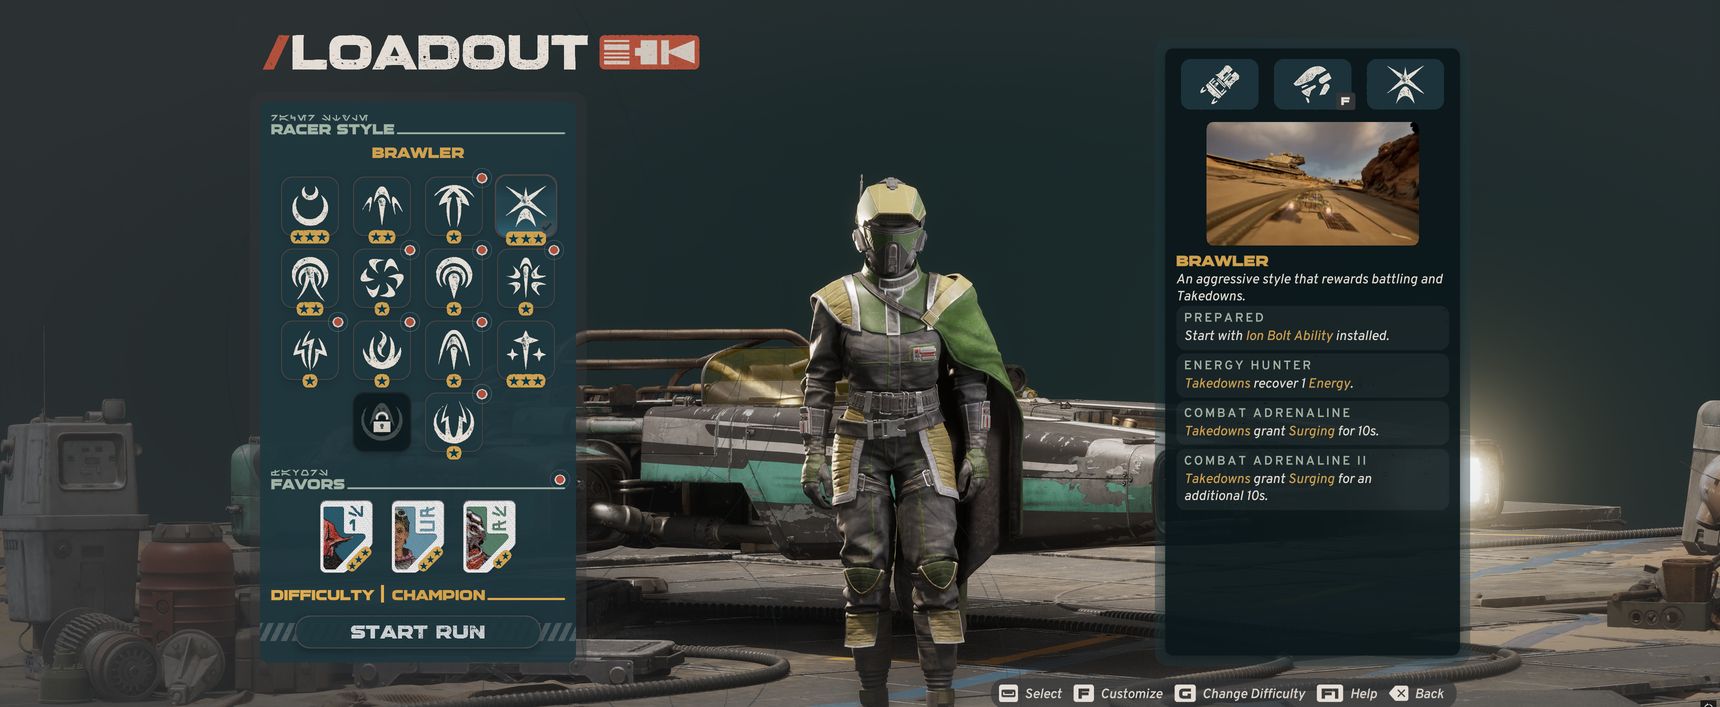 /LOADOUT
RACER STYLE
BRAWLER
FAVORS
DIFFICULTY | CHAMPION
START RUN
F
BRAWLER
An aggressive style that rewards battling and
Takedowns.
PREPARED
Start with Ion Bolt Ability installed.
ENERGY HUNTER
Takedowns recover 1 Energy.
COMBAT ADRENALINE
Takedowns grant Surging for 10s.
COMBAT ADRENALINE II
Takedowns grant Surging for an
additional 10s.
Select F Customize G Change Difficulty F1 Help Back